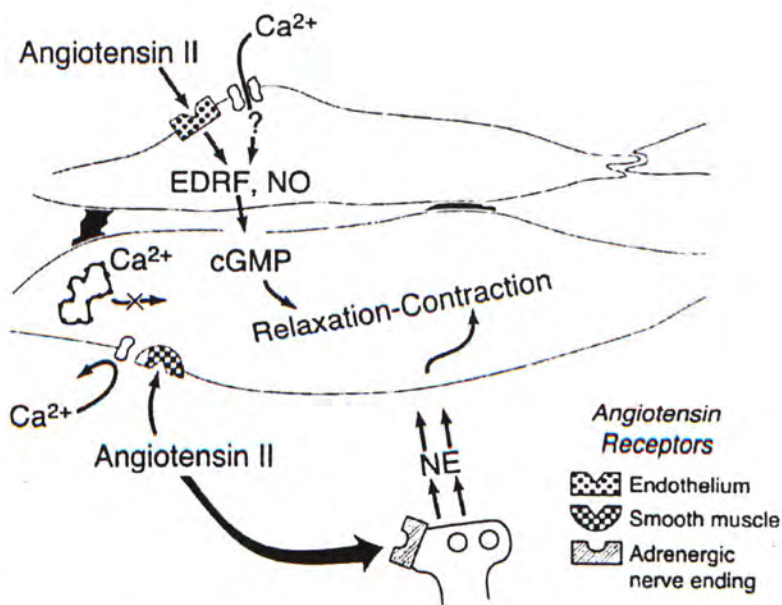 Ca²⁺
Angiotensin II
?
EDRF, NO
Ca²⁺
cGMP
Relaxation-Contraction
Ca²⁺
Angiotensin II
NE
Angiotensin
Receptors
Endothelium
Smooth muscle
Adrenergic
nerve ending